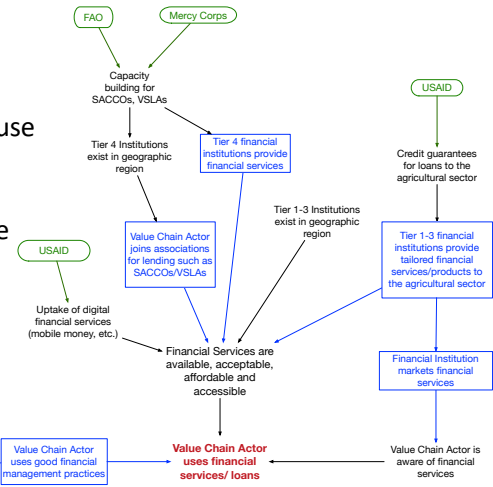 FAO
Mercy Corps
Capacity
building for
SACCOs, VSLAs
USAID
use
Tier 4 Institutions
exist in geographic
region
Tier 4 financial
institutions provide
financial services
Credit guarantees
for loans to the
agricultural sector
Tier 1-3 Institutions
exist in geographic
region
e
USAID
Value Chain Actor
joins associations
for lending such as
SACCOs/VSLAs
Tier 1-3 financial
institutions provide
tailored financial
services/products to
the agricultural sector
Uptake of digital
financial services
(mobile money, etc.)
Financial Services are
available, acceptable,
affordable and
accessible
Financial Institution
markets financial
services
Value Chain Actor
uses good financial
management practices
Value Chain Actor
uses financial
services/ loans
Value Chain Actor is
aware of financial
services